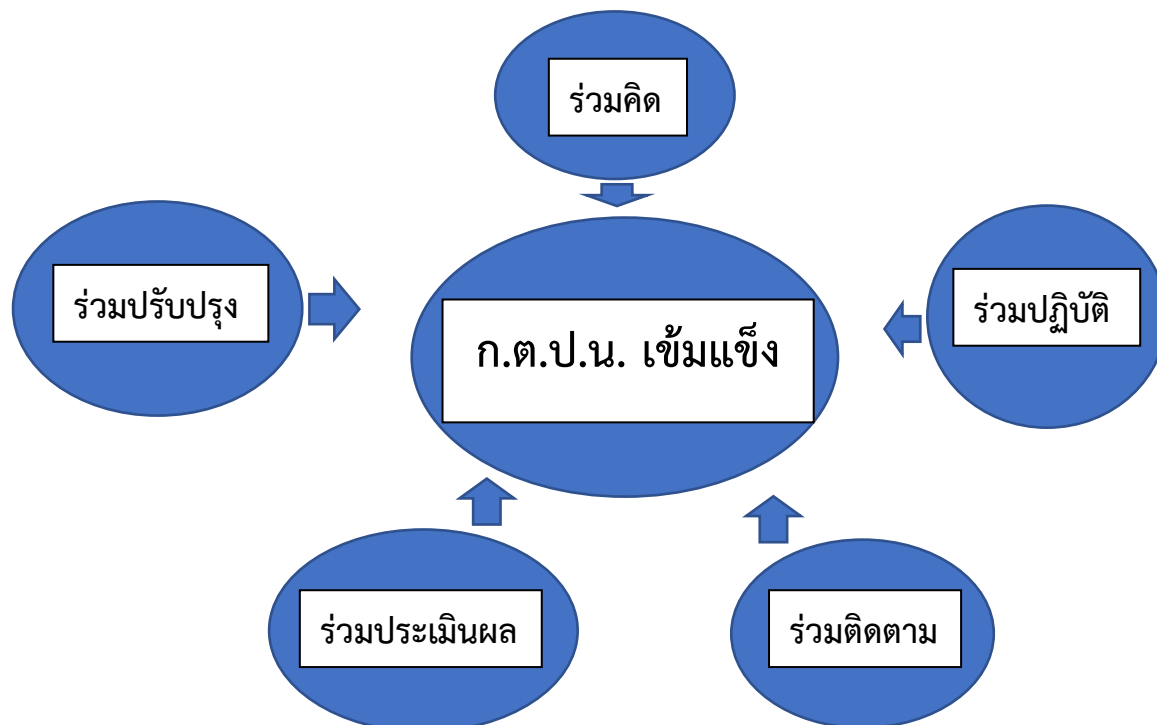 ร่วมคิด
ร่วมปรับปรุง
ร่วมปฏิบัติ
ก.ต.ป.น. เข้มแข็ง
ร่วมประเมินผล
ร่วมติดตาม